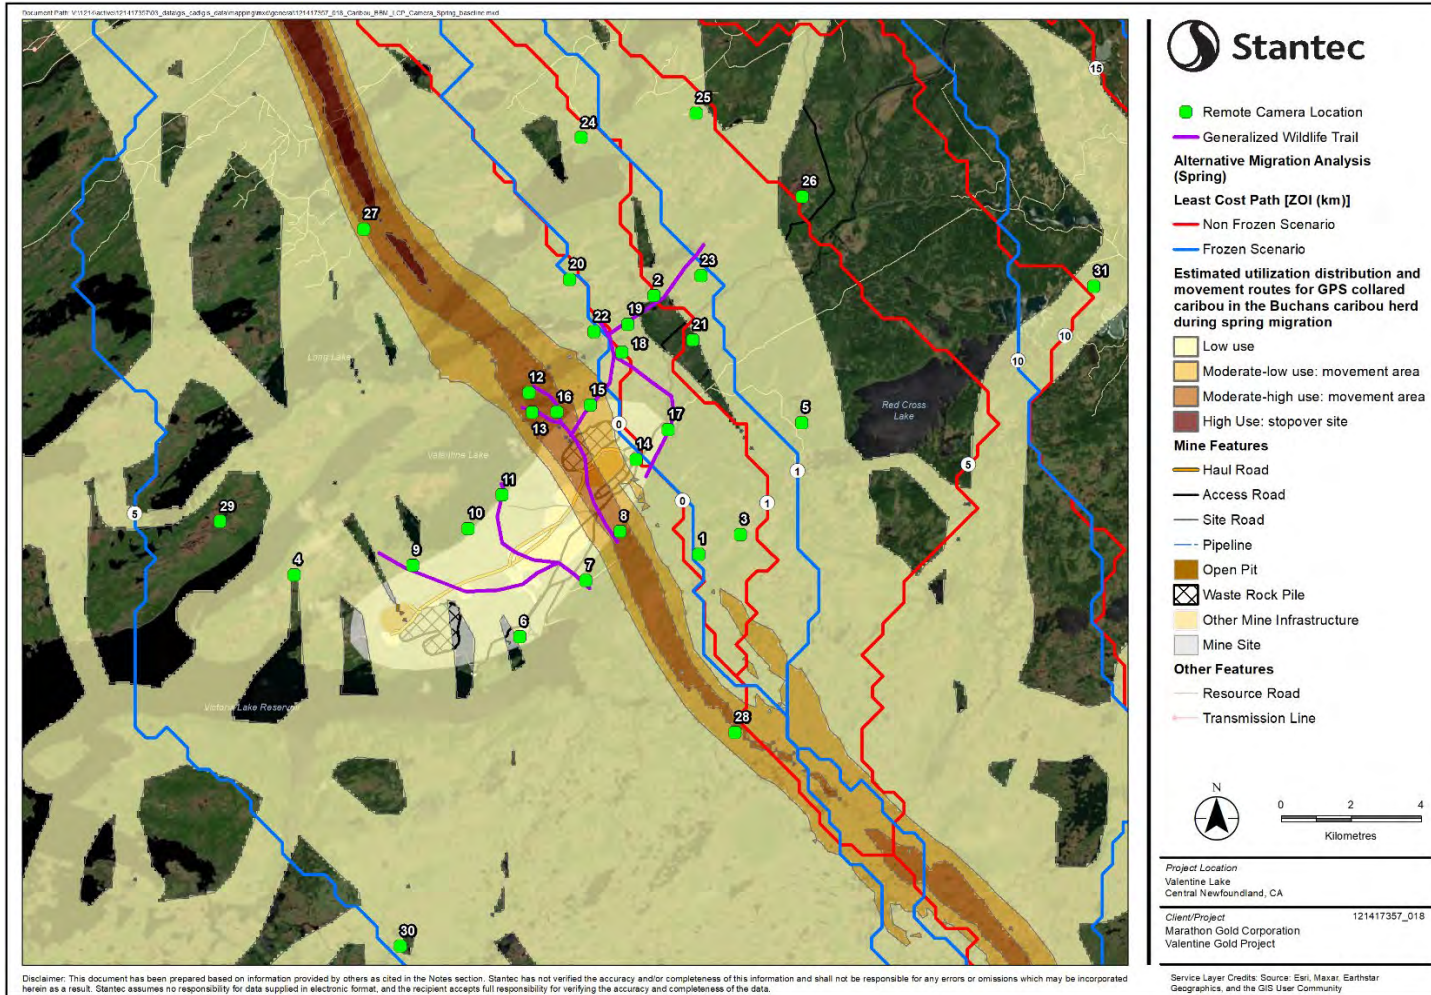 Stantec
Remote Camera Location
Generalized Wildlife Trail
Alternative Migration Analysis
(Spring)
Least Cost Path [ZOI (km)]
Non Frozen Scenario
Frozen Scenario
Estimated utilization distribution and
movement routes for GPS collared
caribou in the Buchans caribou herd
during spring migration
Low use
Moderate-low use: movement area
Moderate-high use: movement area
High Use: stopover site
Mine Features
Haul Road
Access Road
Site Road
Pipeline
Open Pit
Waste Rock Pile
Other Mine Infrastructure
Mine Site
Other Features
Resource Road
Transmission Line
N
0 2 4
Kilometres
Project Location
Valentine Lake
Central Newfoundland, CA
Client/Project 121417357_018
Marathon Gold Corporation
Valentine Gold Project
Service Layer Credits: Source: Esri, Maxar, Earthstar
Geographics, and the GIS User Community
15
25
24
26
27
20
2
23
31
19
22
21
18
10
10
Long Lake
12
16
15
13
5
Red Cross
Lake
17
0
14
Valentine Lake
5
1
11
0
1
29
5
10
8
3
1
9
4
7
6
Victoria Lake Reservoir
28
30
Disclaimer: This document has been prepared based on information provided by others as cited in the Notes section. Stantec has not verified the accuracy and/or completeness of this information and shall not be responsible for any errors or omissions which may be incorporated
herein as a result. Stantec assumes no responsibility for data supplied in electronic format, and the recipient accepts full responsibility for verifying the accuracy and completeness of the data.